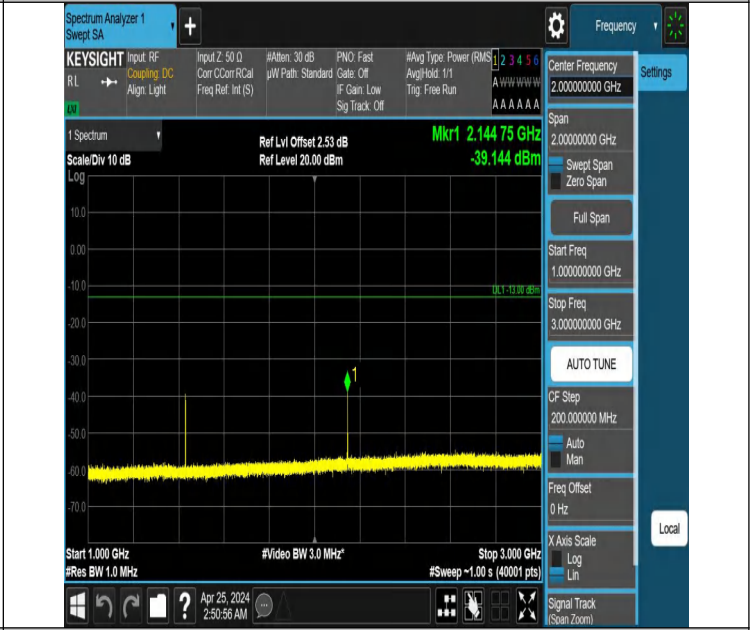 Spectrum Analyzer 1
Swept SA
+
Frequency
KEYSIGHT Input: RF Input Z: 50 Ω #Atten: 30 dB PNO: Fast #Avg Type: Power (RMS 1 2 3 4 5 6
RL Coupling: DC Corr CCorr RCal µW Path: Standard Gate: Off Avg|Hold: 1/1 A W W W W W
Align: Light Freq Ref: Int (S) IF Gain: Low Trig: Free Run
Sig Track: Off A A A A A A
LXI
1 Spectrum
Ref Lvl Offset 2.53 dB
Mkr1 2.144 75 GHz
Scale/Div 10 dB
Ref Level 20.00 dBm
-39.144 dBm
Log
10.0
0.00
-10.0
DL1 -13.00 dBm
-20.0
-30.0
1
-40.0
-50.0
-60.0
-70.0
Start 1.000 GHz
#Video BW 3.0 MHz*
Stop 3.000 GHz
#Res BW 1.0 MHz
#Sweep ~1.00 s (40001 pts)
?
Apr 25, 2024
2:50:56 AM
Center Frequency
2.000000000 GHz
Settings
Span
2.00000000 GHz
Swept Span
Zero Span
Full Span
Start Freq
1.000000000 GHz
Stop Freq
3.000000000 GHz
AUTO TUNE
CF Step
200.000000 MHz
Auto
Man
Freq Offset
0 Hz
X Axis Scale
Log
Lin
Local
Signal Track
(Span Zoom)